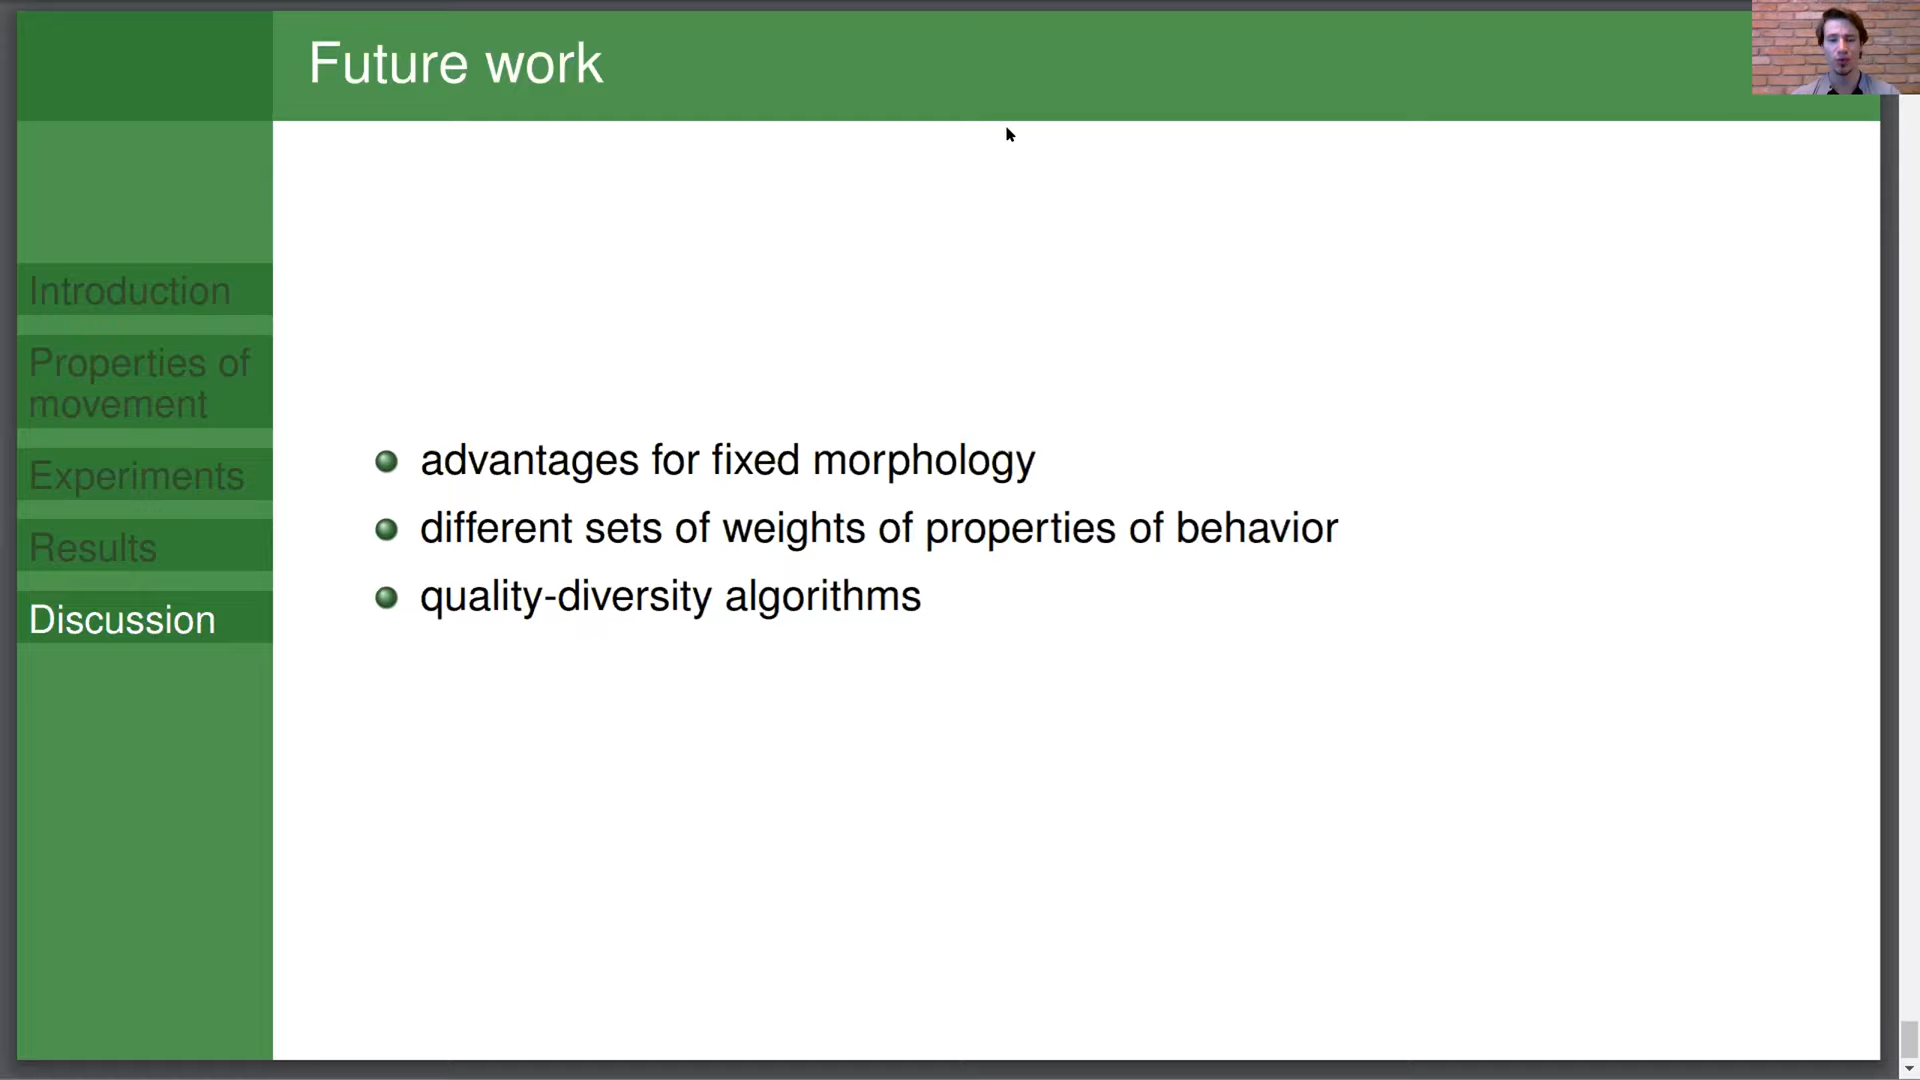 Future work
Introduction
Properties of
movement
Experiments
Results
Discussion
advantages for fixed morphology
different sets of weights of properties of behavior
quality-diversity algorithms